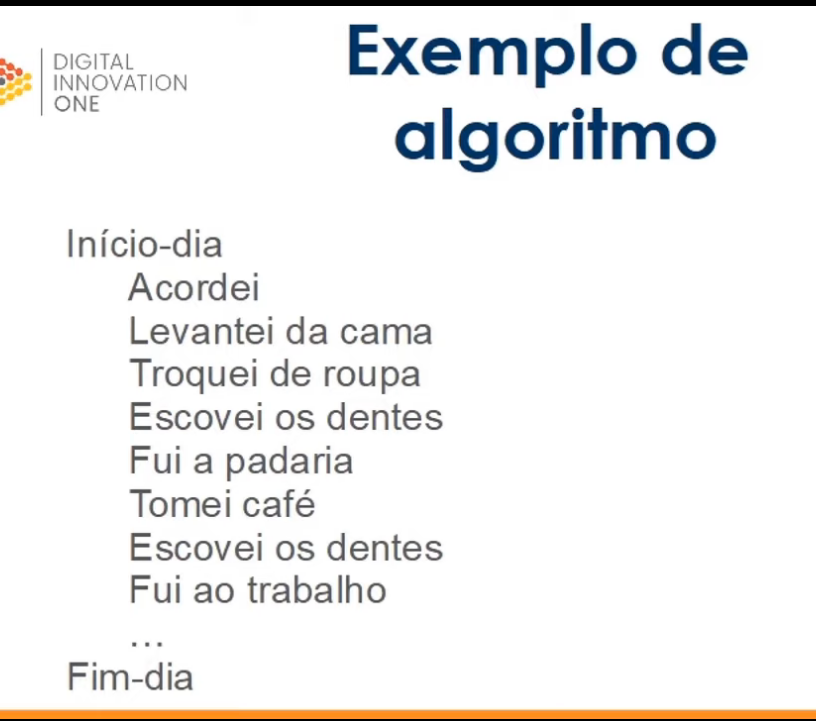 DIGITAL
INNOVATION
ONE
Exemplo de
algoritmo
Início-dia
Acordei
Levantei da cama
Troquei de roupa
Escovei os dentes
Fui a padaria
Tomei café
Escovei os dentes
Fui ao trabalho
...
Fim-dia